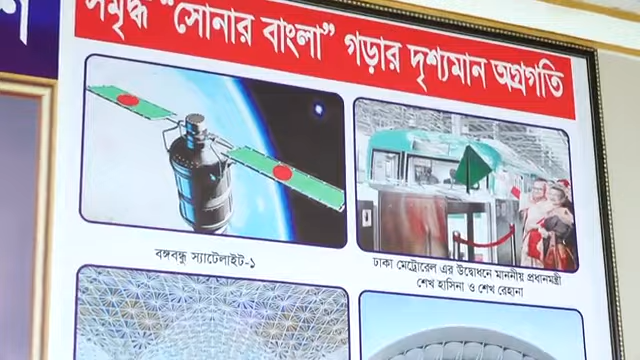 সমৃদ্ধ “সোনার বাংলা” গড়ার দৃশ্যমান অগ্রগতি
বঙ্গবন্ধু স্যাটেলাইট-১
ঢাকা মেট্রোরেল এর উদ্বোধনে মাননীয় প্রধানমন্ত্রী
শেখ হাসিনা ও শেখ রেহানা